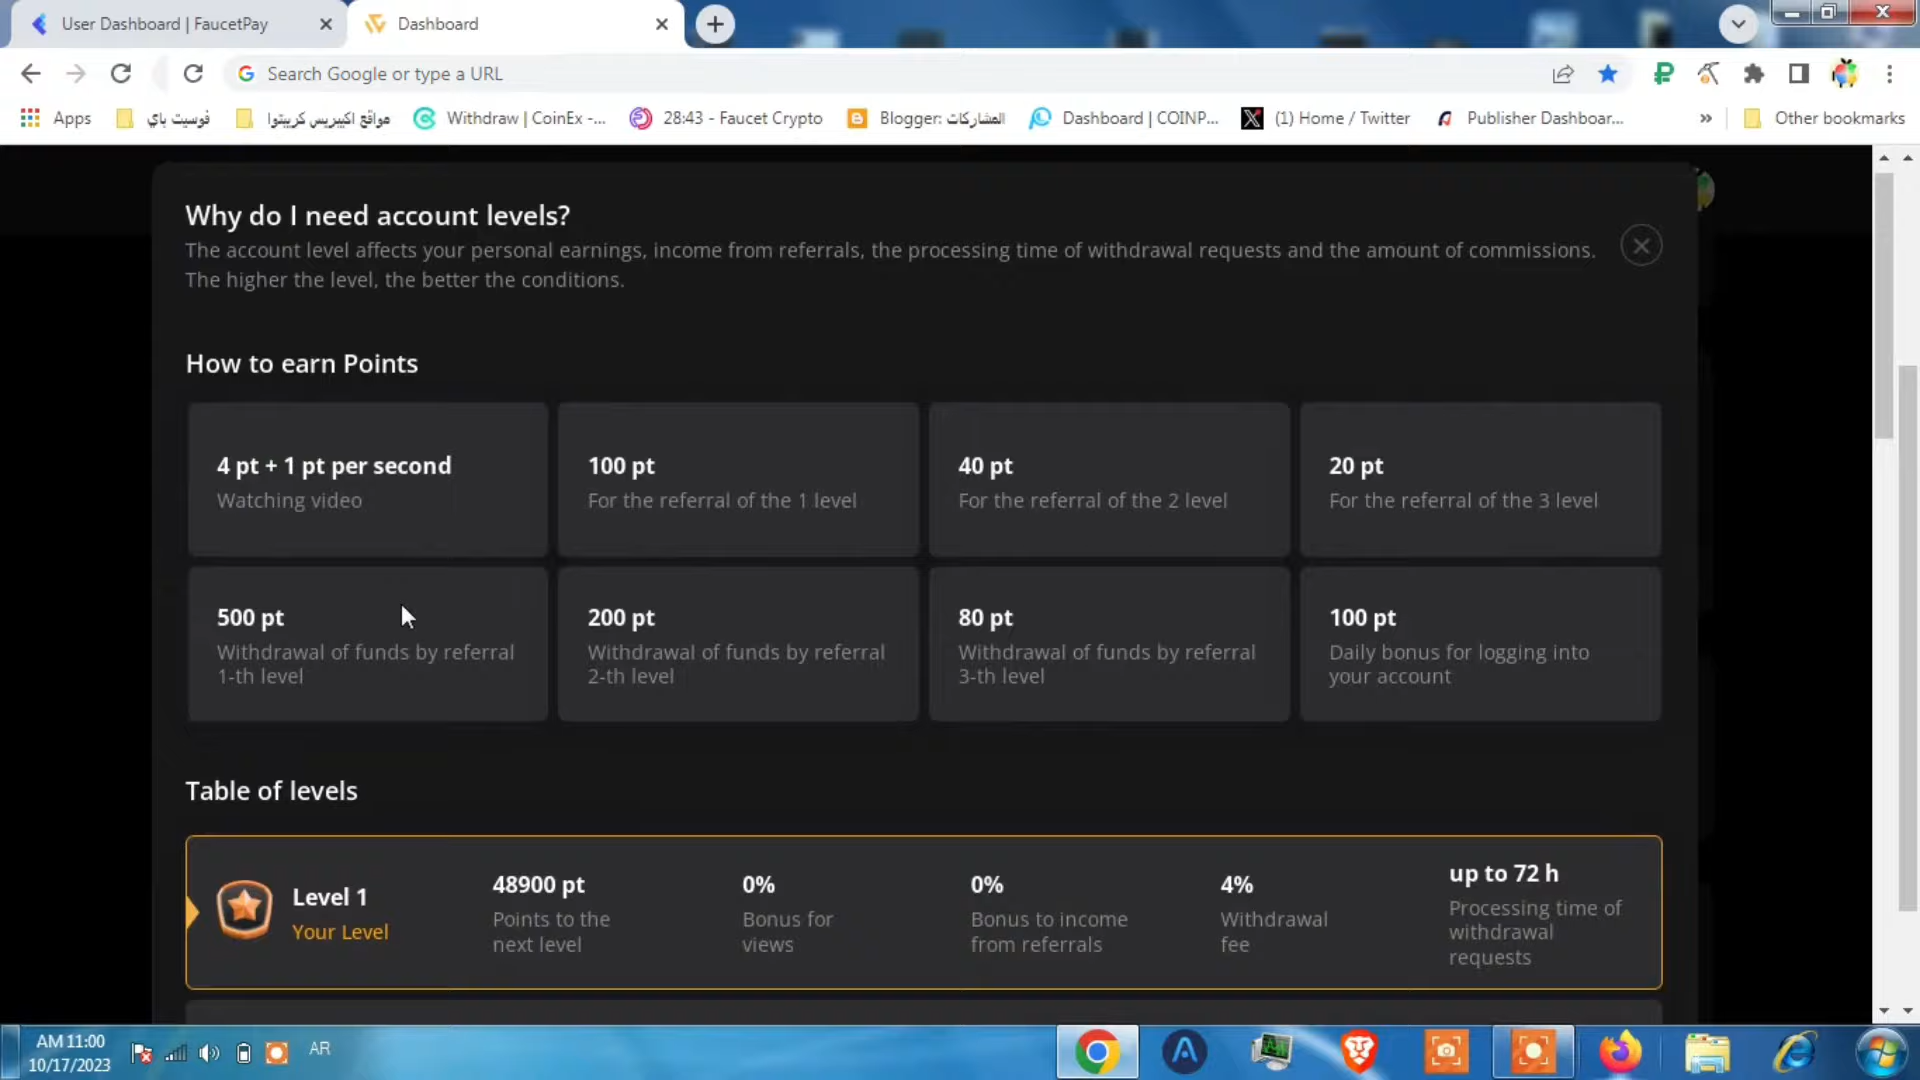 User Dashboard | FaucetPay
Dashboard
Search Google or type a URL
Apps
فوسيت باي
مواقع اكبيريس كريبتوا
Withdraw | CoinEx -...
28:43 - Faucet Crypto
Blogger: المشاركات
Dashboard | COINP...
(1) Home / Twitter
Publisher Dashboar...
»
Other bookmarks
Why do I need account levels?
The account level affects your personal earnings, income from referrals, the processing time of withdrawal requests and the amount of commissions.
The higher the level, the better the conditions.
How to earn Points
4 pt + 1 pt per second
Watching video
100 pt
For the referral of the 1 level
40 pt
For the referral of the 2 level
20 pt
For the referral of the 3 level
500 pt
Withdrawal of funds by referral
1-th level
200 pt
Withdrawal of funds by referral
2-th level
80 pt
Withdrawal of funds by referral
3-th level
100 pt
Daily bonus for logging into
your account
Table of levels
Level 1
Your Level
48900 pt
Points to the
next level
0%
Bonus for
views
0%
Bonus to income
from referrals
4%
Withdrawal
fee
up to 72 h
Processing time of
withdrawal
requests
AM 11:00
10/17/2023
AR